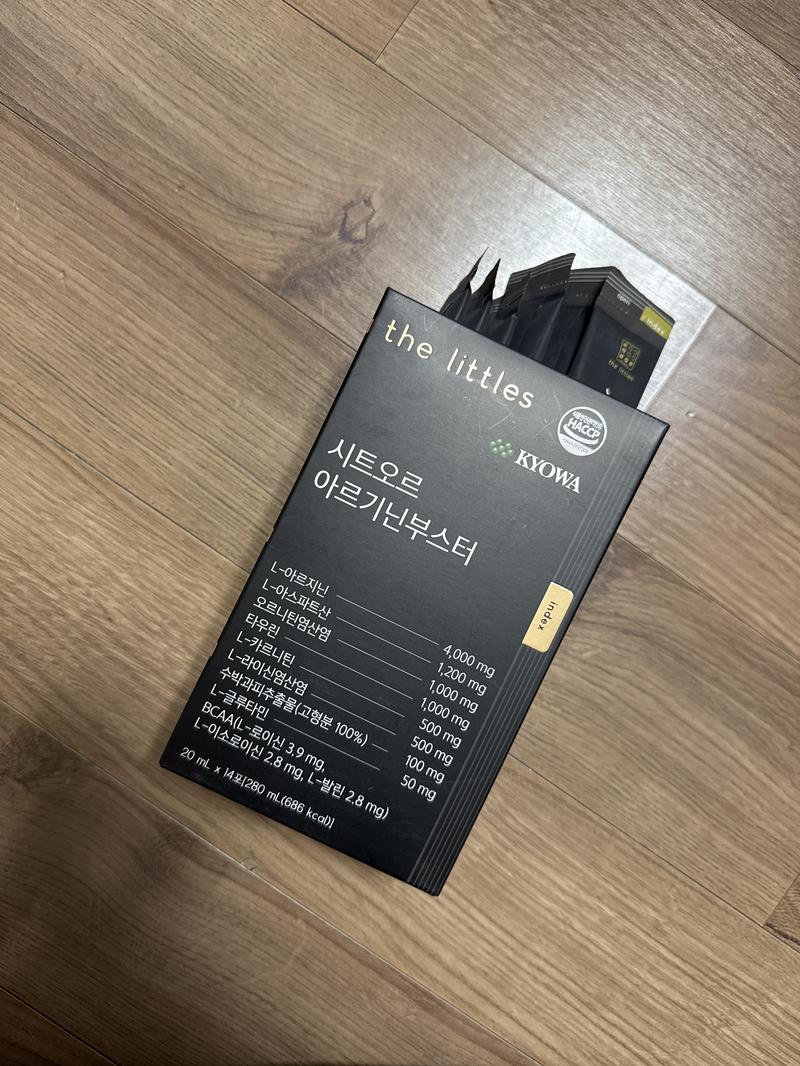 open
index
the littles
the littles
HACCP
KYOWA
시트오르
아르기닌부스터
index
L-아르지닌 4,000 mg
L-아스파트산 1,200 mg
오르니틴염산염 1,000 mg
타우린 1,000 mg
L-카르니틴 500 mg
L-라이신염산염 500 mg
수박과피추출물(고형분 100%) 100 mg
L-글루타민 50 mg
BCAA(L-로이신 3.9 mg,
L-이소로이신 2.8 mg, L-발린 2.8 mg)
20 mL x 14포[280 mL(686 kcal)]